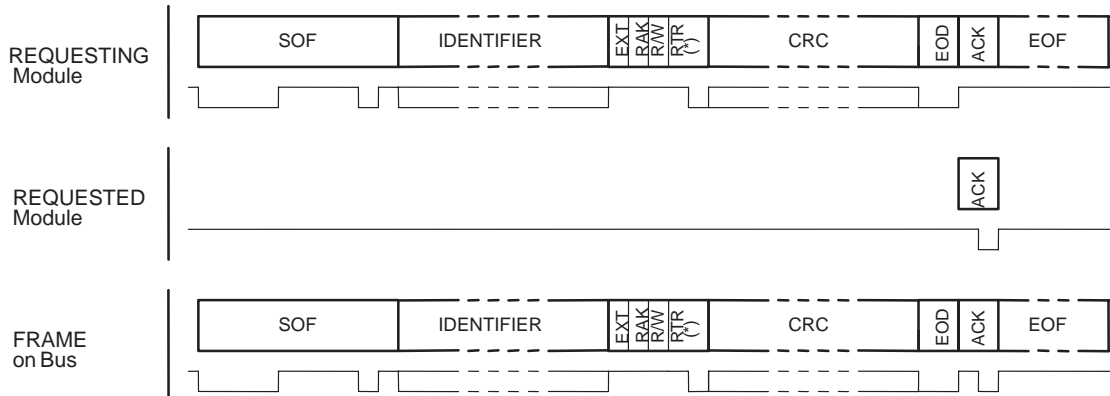 SOF IDENTIFIER EXT RAK R/W RTR (*) CRC EOD ACK EOF
REQUESTING
Module
ACK
REQUESTED
Module
SOF IDENTIFIER EXT RAK R/W RTR (*) CRC EOD ACK EOF
FRAME
on Bus